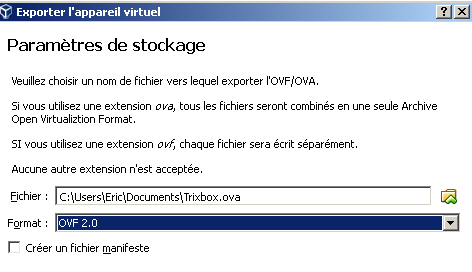 Exporter l'appareil virtuel
Paramètres de stockage
Veuillez choisir un nom de fichier vers lequel exporter l'OVF/OVA.
Si vous utilisez une extension ova, tous les fichiers seront combinés en une seule Archive
Open Virtualiztion Format.
SI vous utilisez une extension ovf, chaque fichier sera écrit séparément.
Aucune autre extension n'est acceptée.
Fichier : C:\Users\Eric\Documents\Trixbox.ova
Format : OVF 2.0
Créer un fichier manifeste